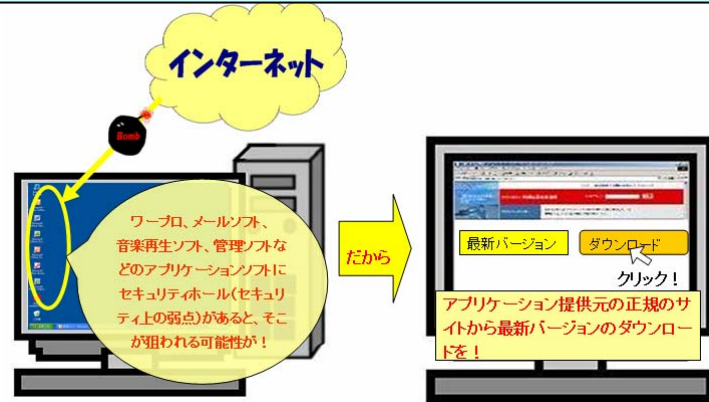 インターネット
Bomb
ワープロ、メールソフト、
音楽再生ソフト、管理ソフトな
どのアプリケーションソフトに
セキュリティホール(セキュリ
ティ上の弱点)があると、そこ
が狙われる可能性が!
だから
最新バージョン
ダウンロード
クリック!
アプリケーション提供元の正規のサ
イトから最新バージョンのダウンロー
ドを!